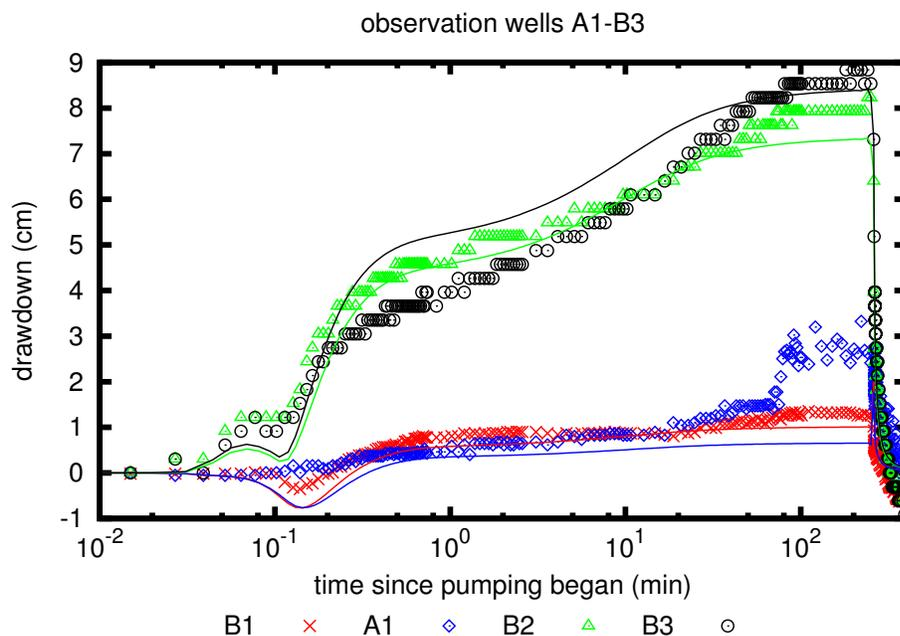 observation wells A1-B3
9
8
7
6
5
4
3
2
1
0
-1
drawdown (cm)
10^-2 10^-1 10^0 10^1 10^2
time since pumping began (min)
B1 A1 B2 B3